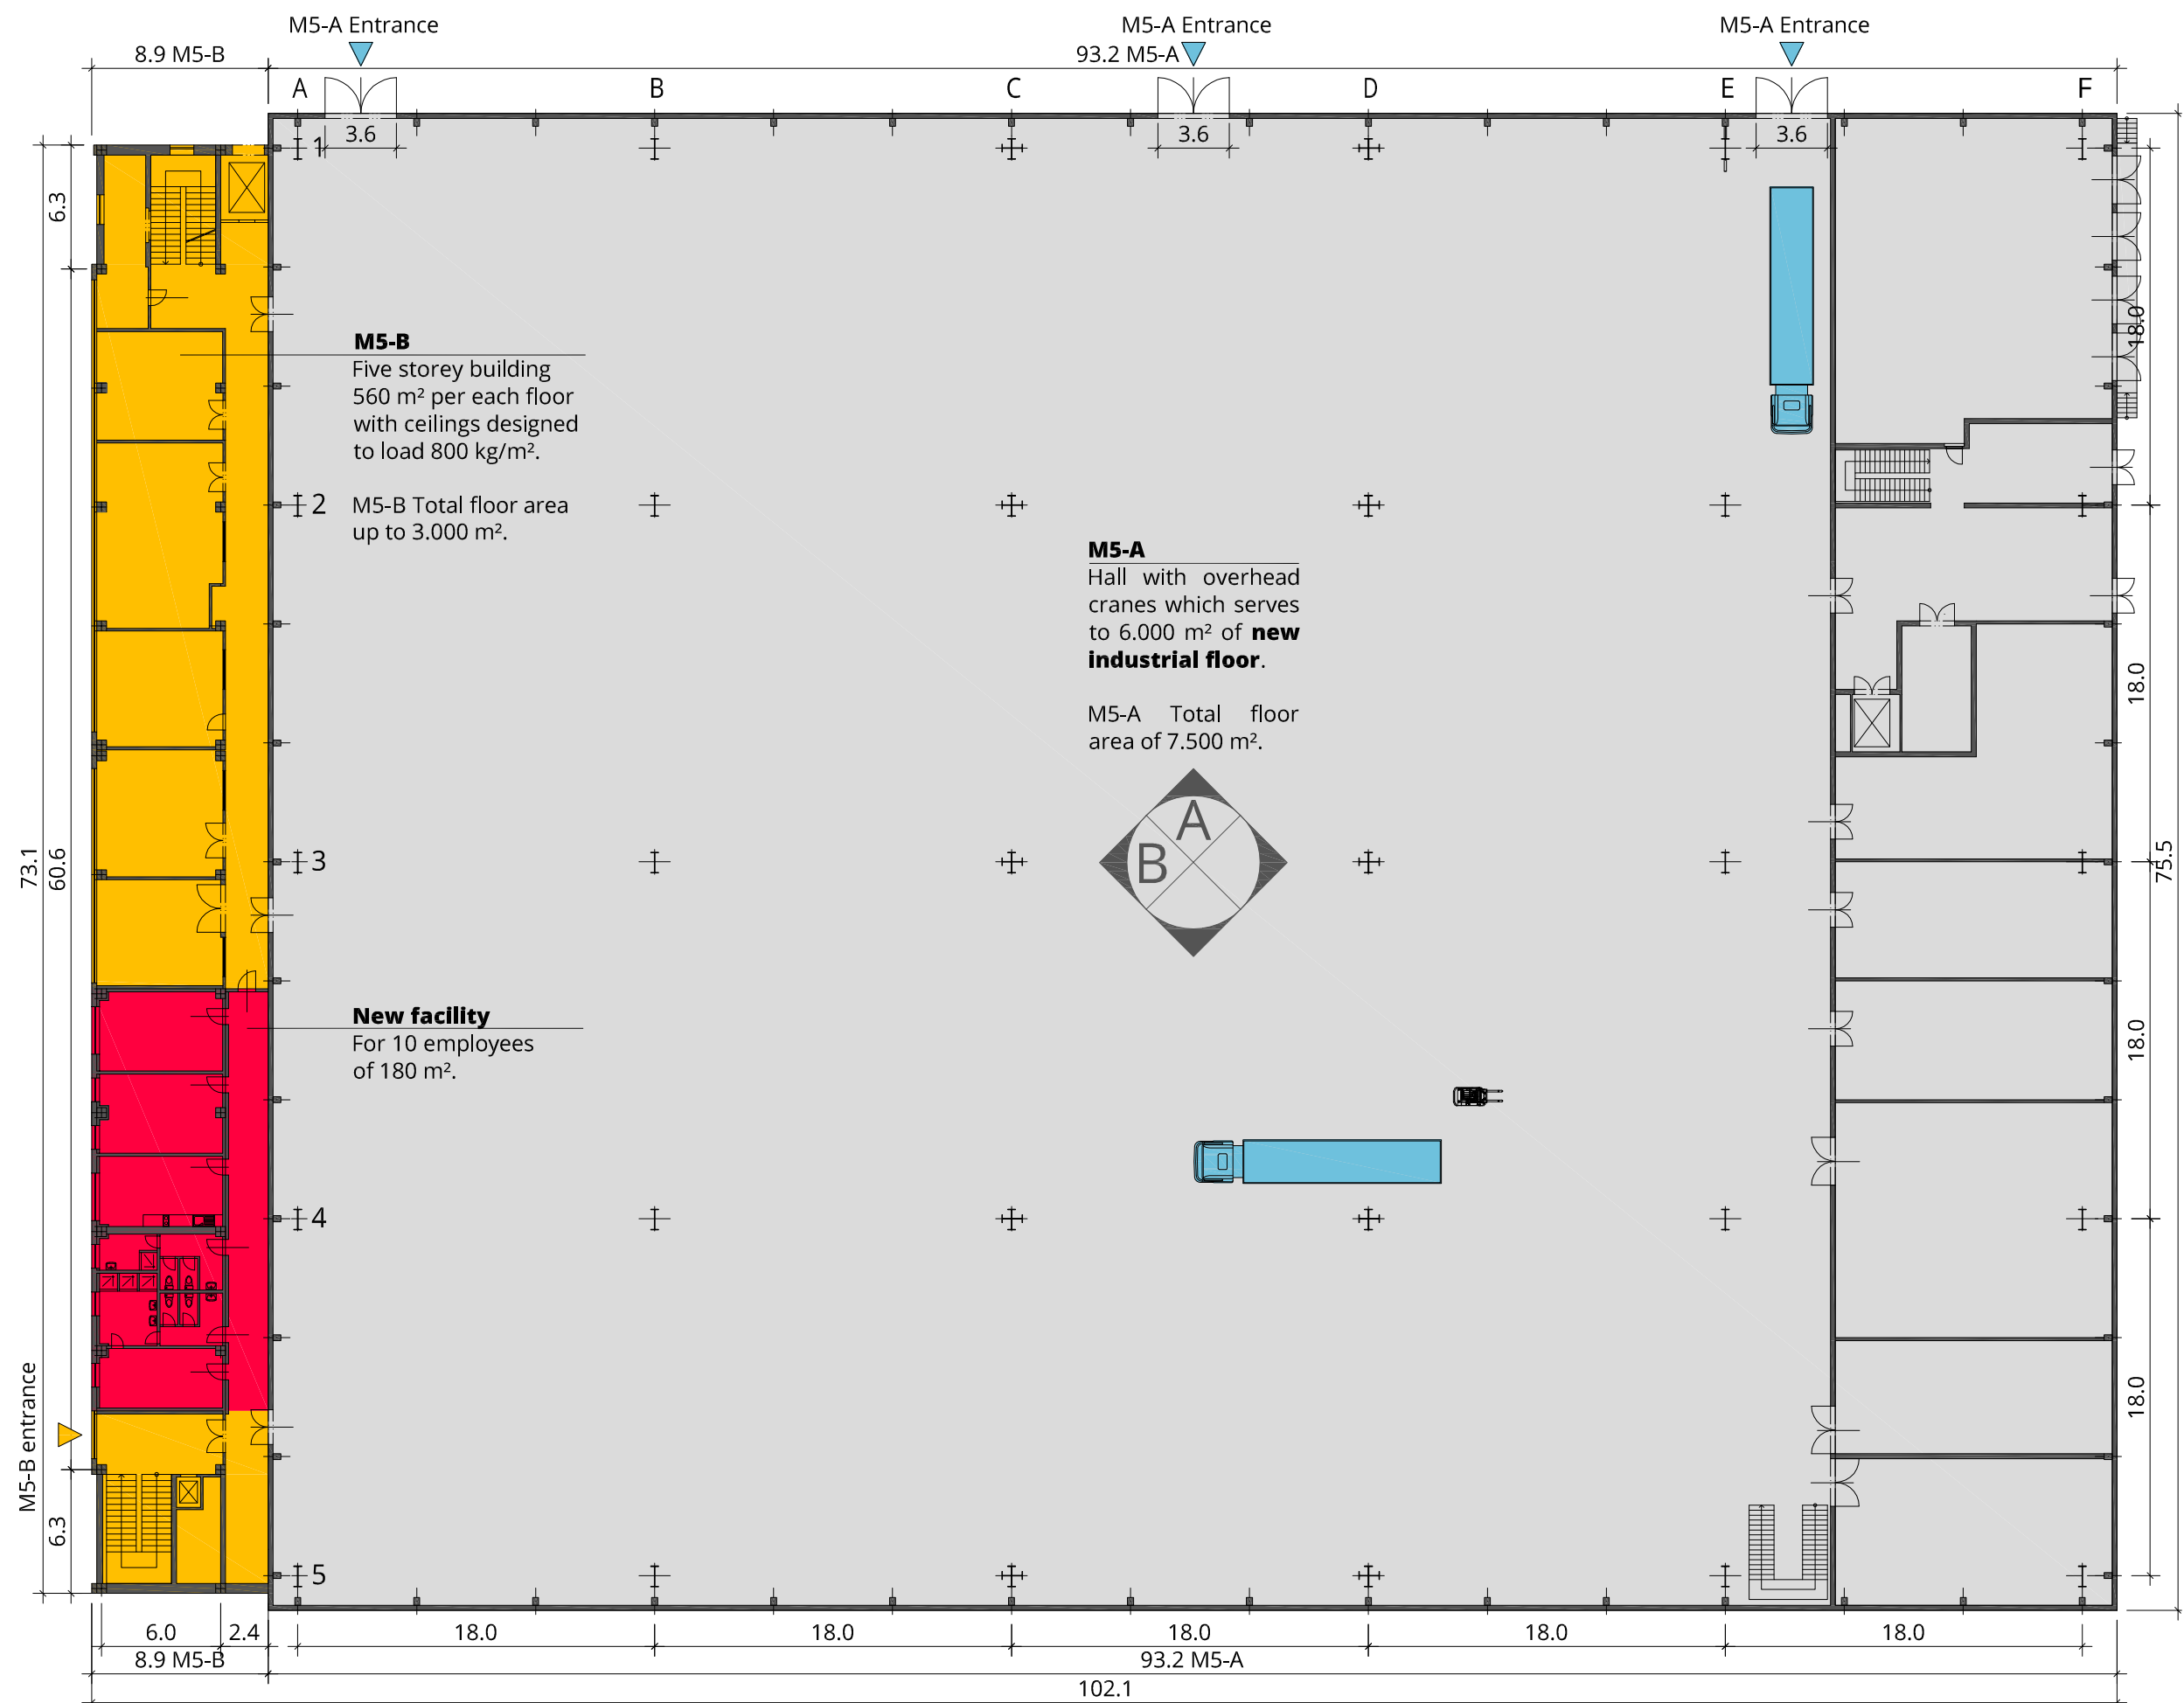 M5-A Entrance
M5-A Entrance
M5-A Entrance
8.9 M5-B
93.2 M5-A
A
B
C
D
E
F
3.6
3.6
3.6
1
6.3
18.0
M5-B
Five storey building
560 m² per each floor
with ceilings designed
to load 800 kg/m².
M5-B Total floor area
up to 3.000 m².
2
M5-A
Hall with overhead
cranes which serves
to 6.000 m² of new
industrial floor.
M5-A Total floor
area of 7.500 m².
18.0
A
B
3
73.1
60.6
75.5
New facility
For 10 employees
of 180 m².
18.0
4
18.0
M5-B entrance
6.3
5
6.0
2.4
18.0
18.0
18.0
18.0
18.0
8.9 M5-B
93.2 M5-A
102.1